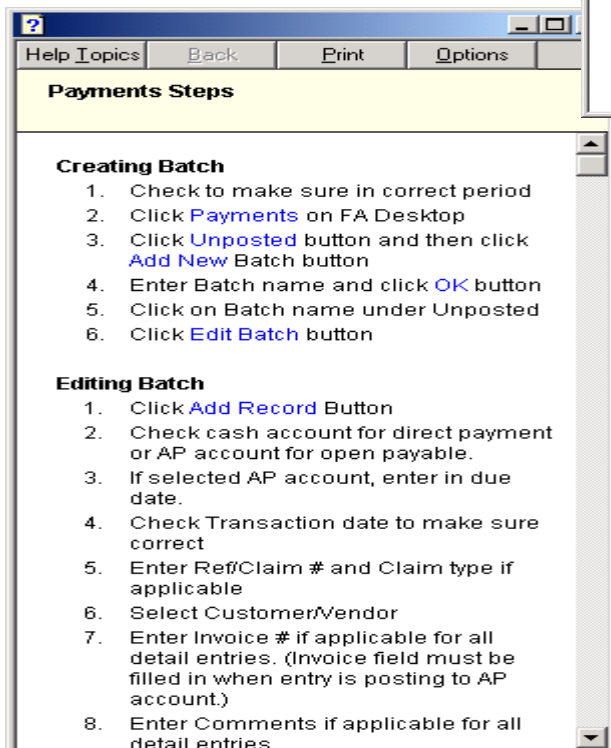 ?
Help Topics Back Print Options
Payments Steps
Creating Batch
1. Check to make sure in correct period
2. Click Payments on FA Desktop
3. Click Unposted button and then click
Add New Batch button
4. Enter Batch name and click OK button
5. Click on Batch name under Unposted
6. Click Edit Batch button
Editing Batch
1. Click Add Record Button
2. Check cash account for direct payment
or AP account for open payable.
3. If selected AP account, enter in due
date.
4. Check Transaction date to make sure
correct
5. Enter Ref/Claim # and Claim type if
applicable
6. Select Customer/Vendor
7. Enter Invoice # if applicable for all
detail entries. (Invoice field must be
filled in when entry is posting to AP
account.)
8. Enter Comments if applicable for all
detail entries